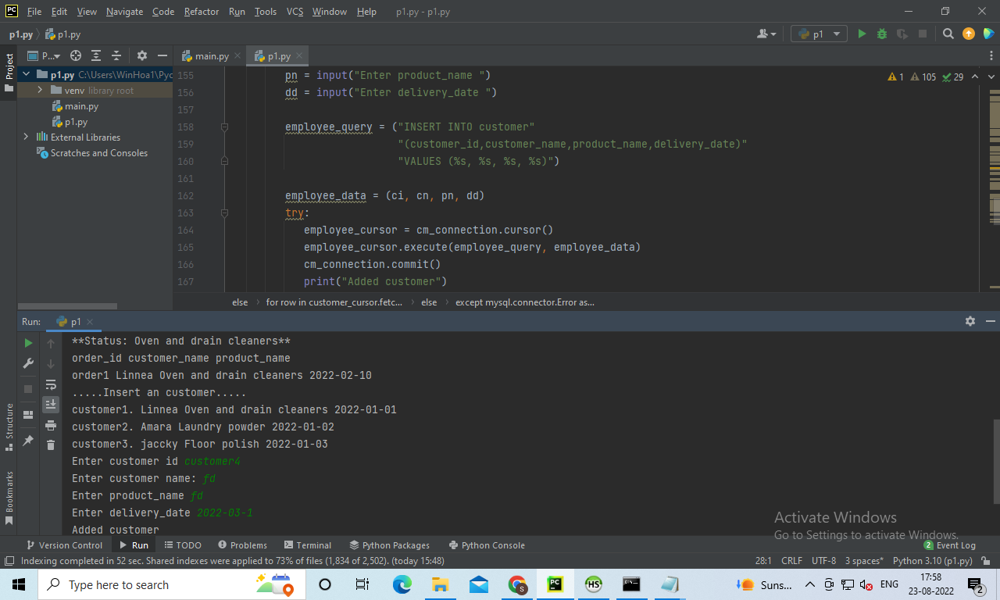 PC File Edit View Navigate Code Refactor Run Tools VCS Window Help p1.py - p1.py
p1.py p1.py p1
Project P... main.py p1.py
p1.py C:\Users\WinHoa1\Pyc
venv library root
main.py
p1.py
External Libraries
Scratches and Consoles
1 105 29
155 pn = input("Enter product_name ")
156 dd = input("Enter delivery_date ")
157
158 employee_query = ("INSERT INTO customer"
159 "(customer_id,customer_name,product_name,delivery_date)"
160 "VALUES (%s, %s, %s, %s)")
161
162 employee_data = (ci, cn, pn, dd)
163 try:
164 employee_cursor = cm_connection.cursor()
165 employee_cursor.execute(employee_query, employee_data)
166 cm_connection.commit()
167 print("Added customer")
else for row in customer_cursor.fetc... else except mysql.connector.Error as...
Run: p1
**Status: Oven and drain cleaners**
order_id customer_name product_name
order1 Linnea Oven and drain cleaners 2022-02-10
.....Insert an customer.....
customer1. Linnea Oven and drain cleaners 2022-01-01
customer2. Amara Laundry powder 2022-01-02
customer3. jaccky Floor polish 2022-01-03
Enter customer id customer4
Enter customer name: fd
Enter product_name fd
Enter delivery_date 2022-03-1
Added customer
Structure
Bookmarks
Activate Windows
Go to Settings to activate Windows.
Version Control Run TODO Problems Terminal Python Packages Python Console 2 Event Log
Indexing completed in 52 sec. Shared indexes were applied to 73% of files (1,834 of 2,502). (today 15:48) 28:1 CRLF UTF-8 3 spaces* Python 3.10 (p1.py)
Type here to search S PC HS Suns... ENG 17:58
23-08-2022 2